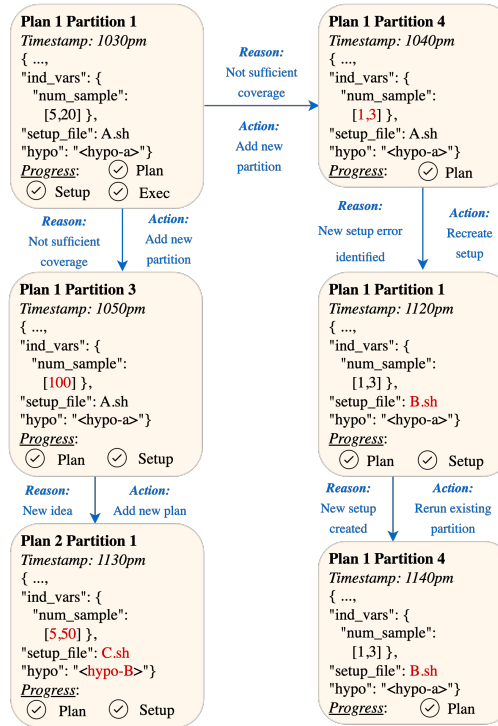 Plan 1 Partition 1
Timestamp: 1030pm
{ ...,
"ind_vars": {
"num_sample":
[5,20] },
"setup_file": A.sh
"hypo": "<hypo-a>"}
Progress: Plan
Setup Exec
Reason:
Not sufficient
coverage
Action:
Add new
partition
Plan 1 Partition 4
Timestamp: 1040pm
{ ...,
"ind_vars": {
"num_sample":
[1,3] },
"setup_file": A.sh
"hypo": "<hypo-a>"}
Progress: Plan
Reason:
Not sufficient
coverage
Action:
Add new
partition
Reason:
New setup error
identified
Action:
Recreate
setup
Plan 1 Partition 3
Timestamp: 1050pm
{ ...,
"ind_vars": {
"num_sample":
[100] },
"setup_file": A.sh
"hypo": "<hypo-a>"}
Progress:
Plan Setup
Plan 1 Partition 1
Timestamp: 1120pm
{ ...,
"ind_vars": {
"num_sample":
[1,3] },
"setup_file": B.sh
"hypo": "<hypo-a>"}
Progress:
Plan Setup
Reason:
New idea
Action:
Add new plan
Reason:
New setup
created
Action:
Rerun existing
partition
Plan 2 Partition 1
Timestamp: 1130pm
{ ...,
"ind_vars": {
"num_sample":
[5,50] },
"setup_file": C.sh
"hypo": "<hypo-B>"}
Progress:
Plan Setup
Plan 1 Partition 4
Timestamp: 1140pm
{ ...,
"ind_vars": {
"num_sample":
[1,3] },
"setup_file": B.sh
"hypo": "<hypo-a>"}
Progress: Plan